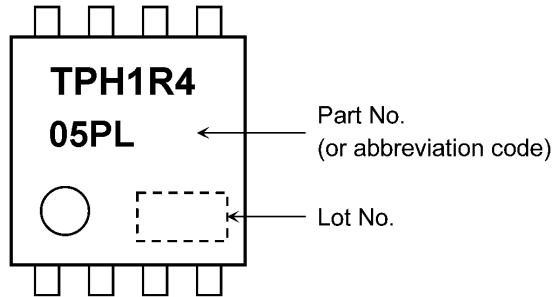 TPH1R4
05PL
Part No.
(or abbreviation code)
Lot No.